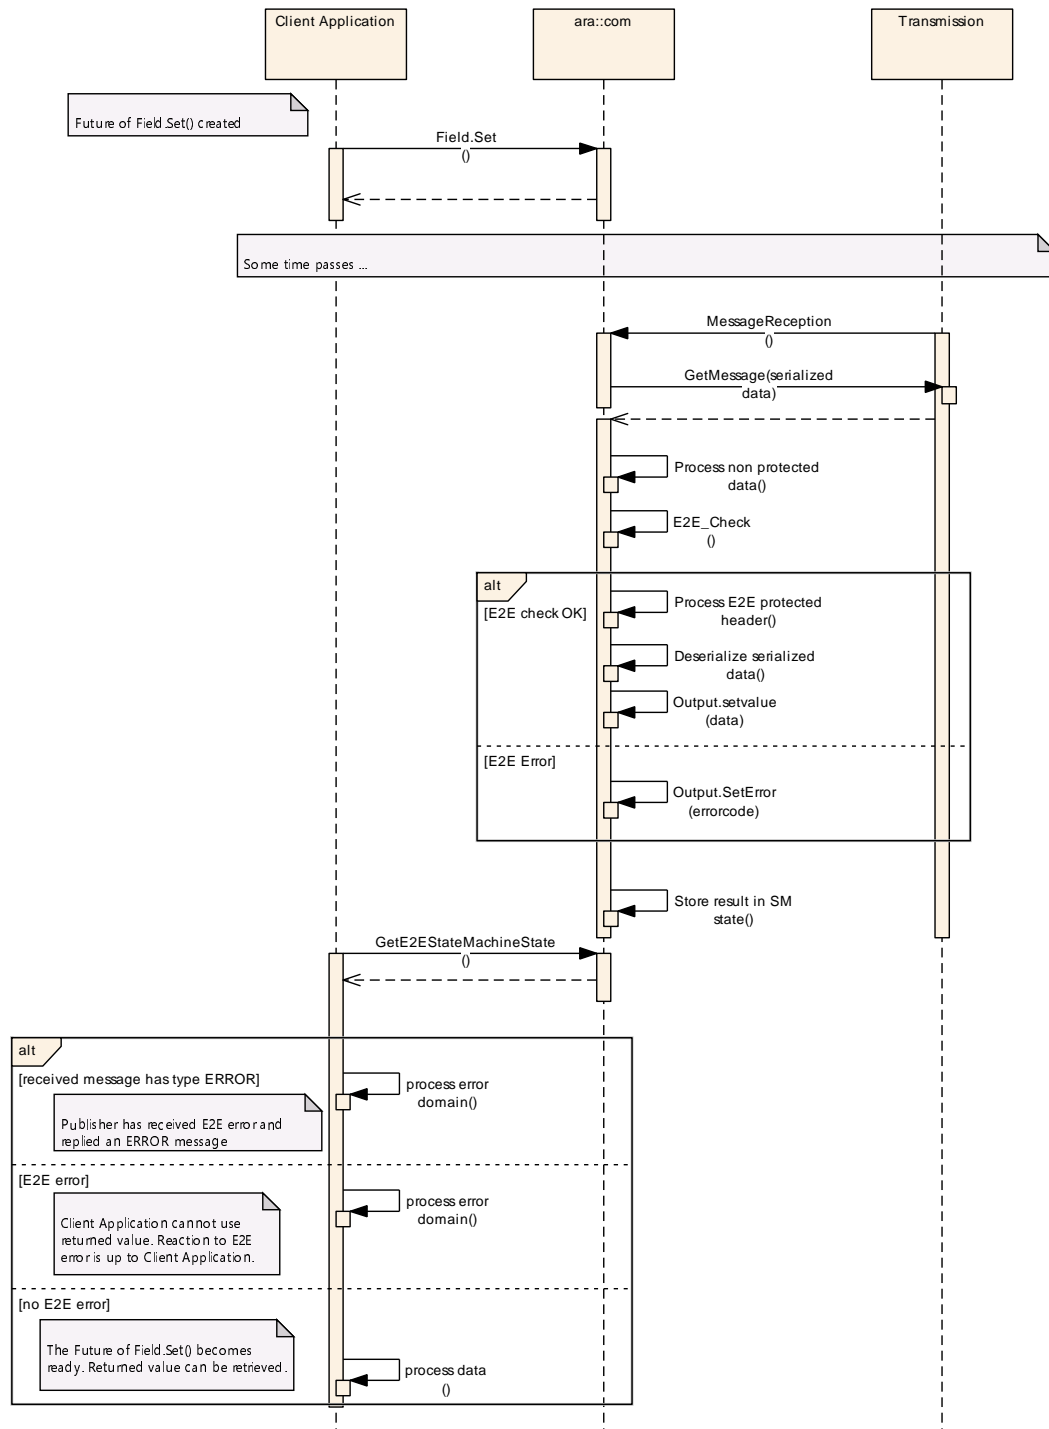 Client Application
ara::com
Transmission
Future of Field.Set() created
Field.Set
()
Some time passes ...
MessageReception
()
GetMessage(serialized
data)
Process non protected
data()
E2E_Check
()
alt
[E2E check OK]
Process E2E protected
header()
Deserialize serialized
data()
Output.setvalue
(data)
[E2E Error]
Output.SetError
(errorcode)
Store result in SM
state()
GetE2EStateMachineState
()
alt
[received message has type ERROR]
process error
domain()
Publisher has received E2E error and
replied an ERROR message
[E2E error]
process error
domain()
Client Application cannot use
returned value. Reaction to E2E
error is up to Client Application.
[no E2E error]
The Future of Field.Set() becomes
ready. Returned value can be retrieved.
process data
()